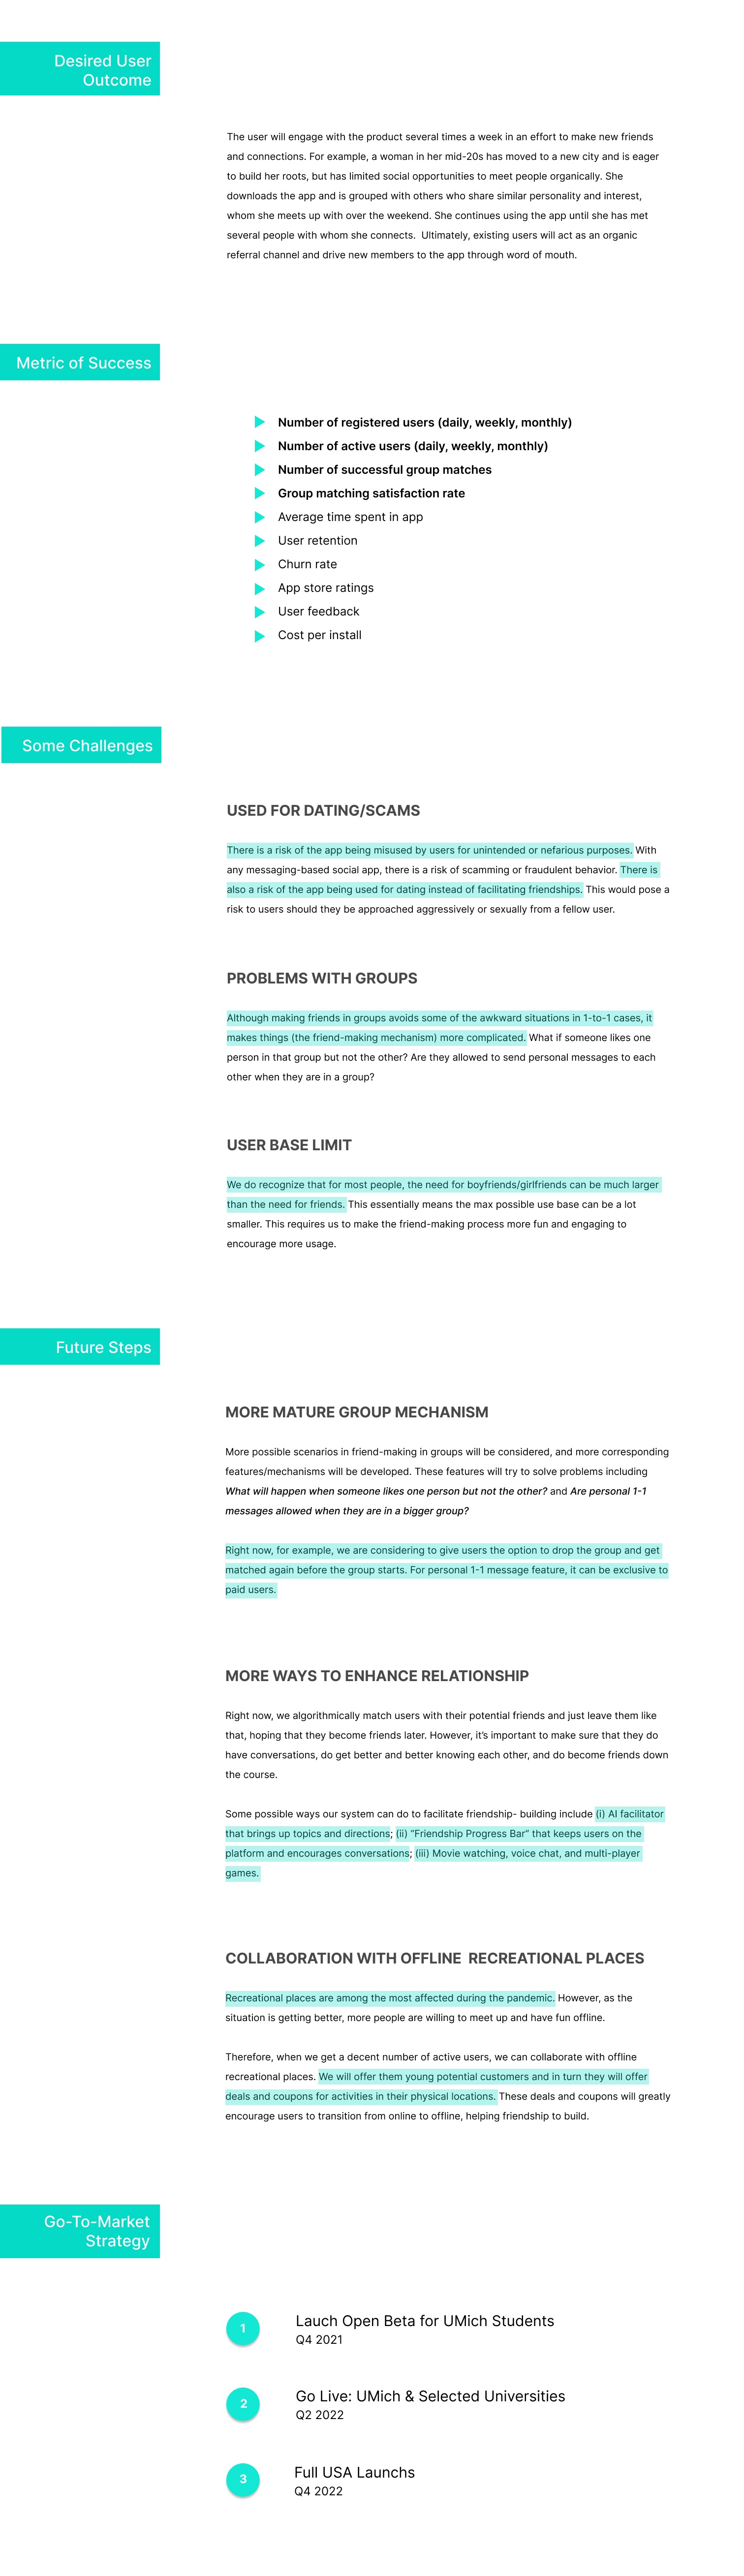 Desired User
Outcome
The user will engage with the product several times a week in an effort to make new friends
and connections. For example, a woman in her mid-20s has moved to a new city and is eager
to build her roots, but has limited social opportunities to meet people organically. She
downloads the app and is grouped with others who share similar personality and interest,
whom she meets up with over the weekend. She continues using the app until she has met
several people with whom she connects.  Ultimately, existing users will act as an organic
referral channel and drive new members to the app through word of mouth.
Metric of Success
Number of registered users (daily, weekly, monthly)
Number of active users (daily, weekly, monthly)
Number of successful group matches
Group matching satisfaction rate
Average time spent in app
User retention
Churn rate
App store ratings
User feedback
Cost per install
Some Challenges
USED FOR DATING/SCAMS
There is a risk of the app being misused by users for unintended or nefarious purposes. With
any messaging-based social app, there is a risk of scamming or fraudulent behavior. There is
also a risk of the app being used for dating instead of facilitating friendships. This would pose a
risk to users should they be approached aggressively or sexually from a fellow user.
PROBLEMS WITH GROUPS
Although making friends in groups avoids some of the awkward situations in 1-to-1 cases, it
makes things (the friend-making mechanism) more complicated. What if someone likes one
person in that group but not the other? Are they allowed to send personal messages to each
other when they are in a group?
USER BASE LIMIT
We do recognize that for most people, the need for boyfriends/girlfriends can be much larger
than the need for friends. This essentially means the max possible use base can be a lot
smaller. This requires us to make the friend-making process more fun and engaging to
encourage more usage.
Future Steps
MORE MATURE GROUP MECHANISM
More possible scenarios in friend-making in groups will be considered, and more corresponding
features/mechanisms will be developed. These features will try to solve problems including
What will happen when someone likes one person but not the other? and Are personal 1-1
messages allowed when they are in a bigger group?
Right now, for example, we are considering to give users the option to drop the group and get
matched again before the group starts. For personal 1-1 message feature, it can be exclusive to
paid users.
MORE WAYS TO ENHANCE RELATIONSHIP
Right now, we algorithmically match users with their potential friends and just leave them like
that, hoping that they become friends later. However, it’s important to make sure that they do
have conversations, do get better and better knowing each other, and do become friends down
the course.
Some possible ways our system can do to facilitate friendship- building include (i) AI facilitator
that brings up topics and directions; (ii) “Friendship Progress Bar” that keeps users on the
platform and encourages conversations; (iii) Movie watching, voice chat, and multi-player
games.
COLLABORATION WITH OFFLINE  RECREATIONAL PLACES
Recreational places are among the most affected during the pandemic. However, as the
situation is getting better, more people are willing to meet up and have fun offline.
Therefore, when we get a decent number of active users, we can collaborate with offline
recreational places. We will offer them young potential customers and in turn they will offer
deals and coupons for activities in their physical locations. These deals and coupons will greatly
encourage users to transition from online to offline, helping friendship to build.
Go-To-Market
Strategy
1
Lauch Open Beta for UMich Students
Q4 2021
2
Go Live: UMich & Selected Universities
Q2 2022
3
Full USA Launchs
Q4 2022